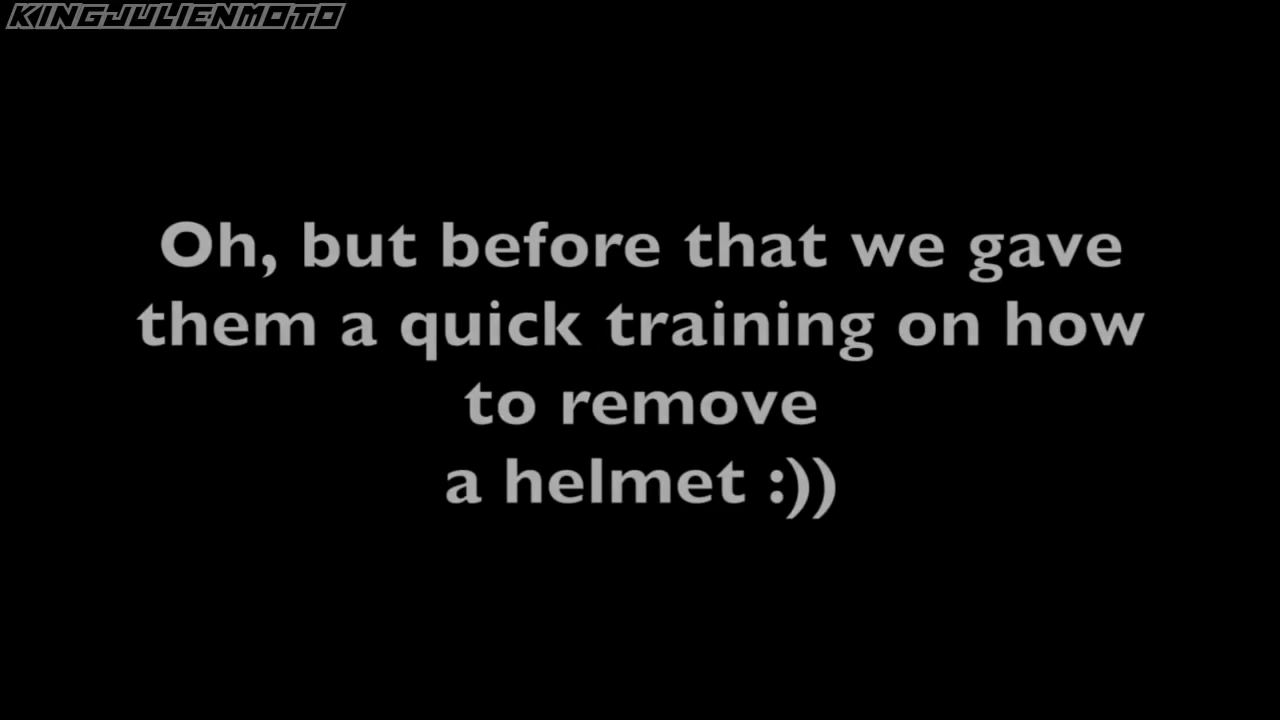 KINGJULIENMOTO
Oh, but before that we gave
them a quick training on how
to remove
a helmet :))